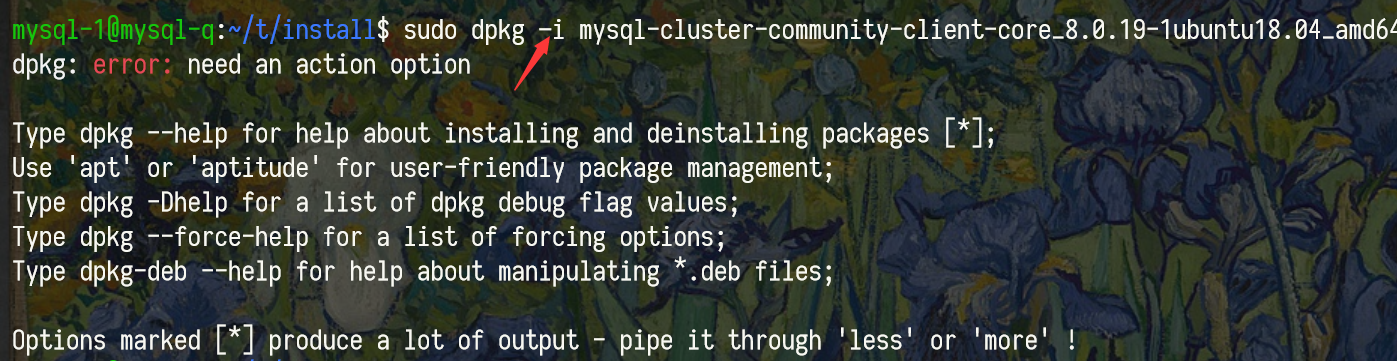 mysql-1@mysql-q:~/t/install$ sudo dpkg –i mysql-cluster-community-client-core_8.0.19-1ubuntu18.04_amd64
dpkg: error: need an action option
Type dpkg --help for help about installing and deinstalling packages [*];
Use 'apt' or 'aptitude' for user-friendly package management;
Type dpkg -Dhelp for a list of dpkg debug flag values;
Type dpkg --force-help for a list of forcing options;
Type dpkg-deb --help for help about manipulating *.deb files;
Options marked [*] produce a lot of output - pipe it through 'less' or 'more' !